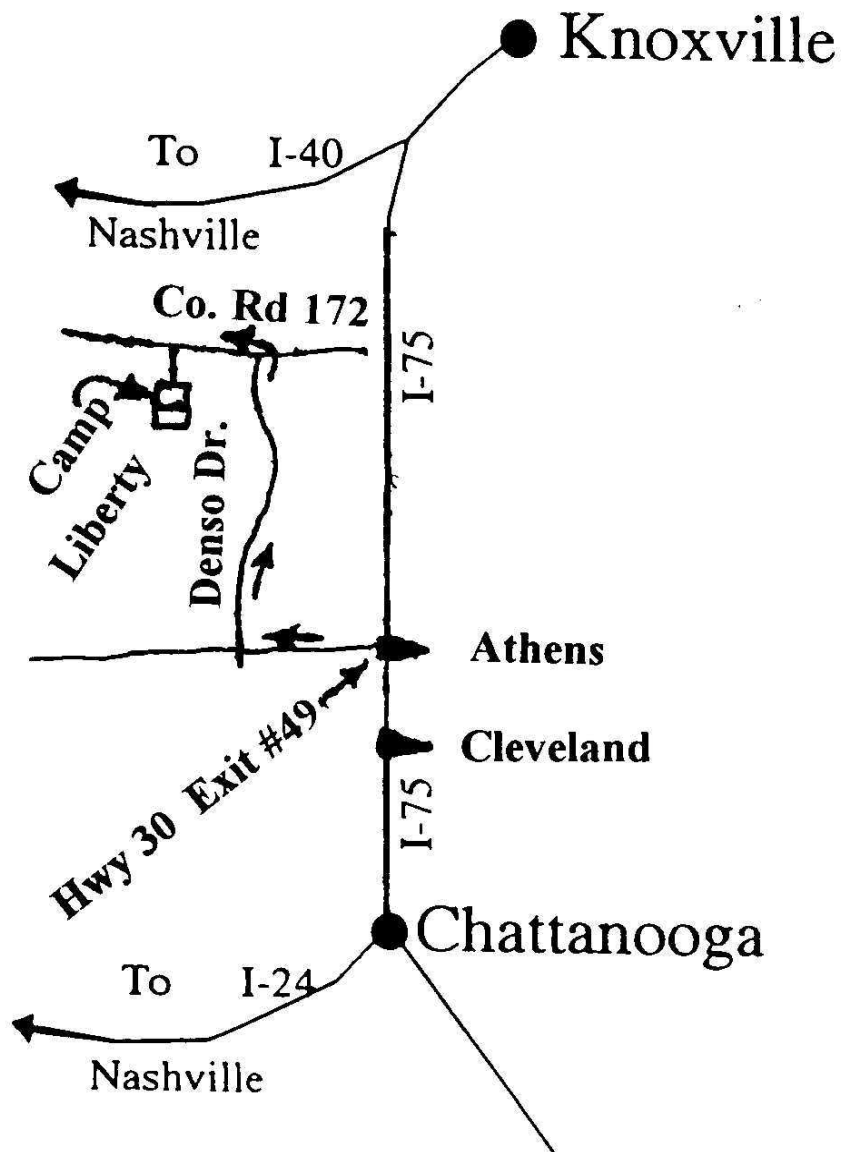 Knoxville
To I-40
Nashville
Co. Rd 172
I-75
Camp
Liberty
Denso Dr.
Athens
Hwy 30 Exit #49
Cleveland
I-75
Chattanooga
To I-24
Nashville